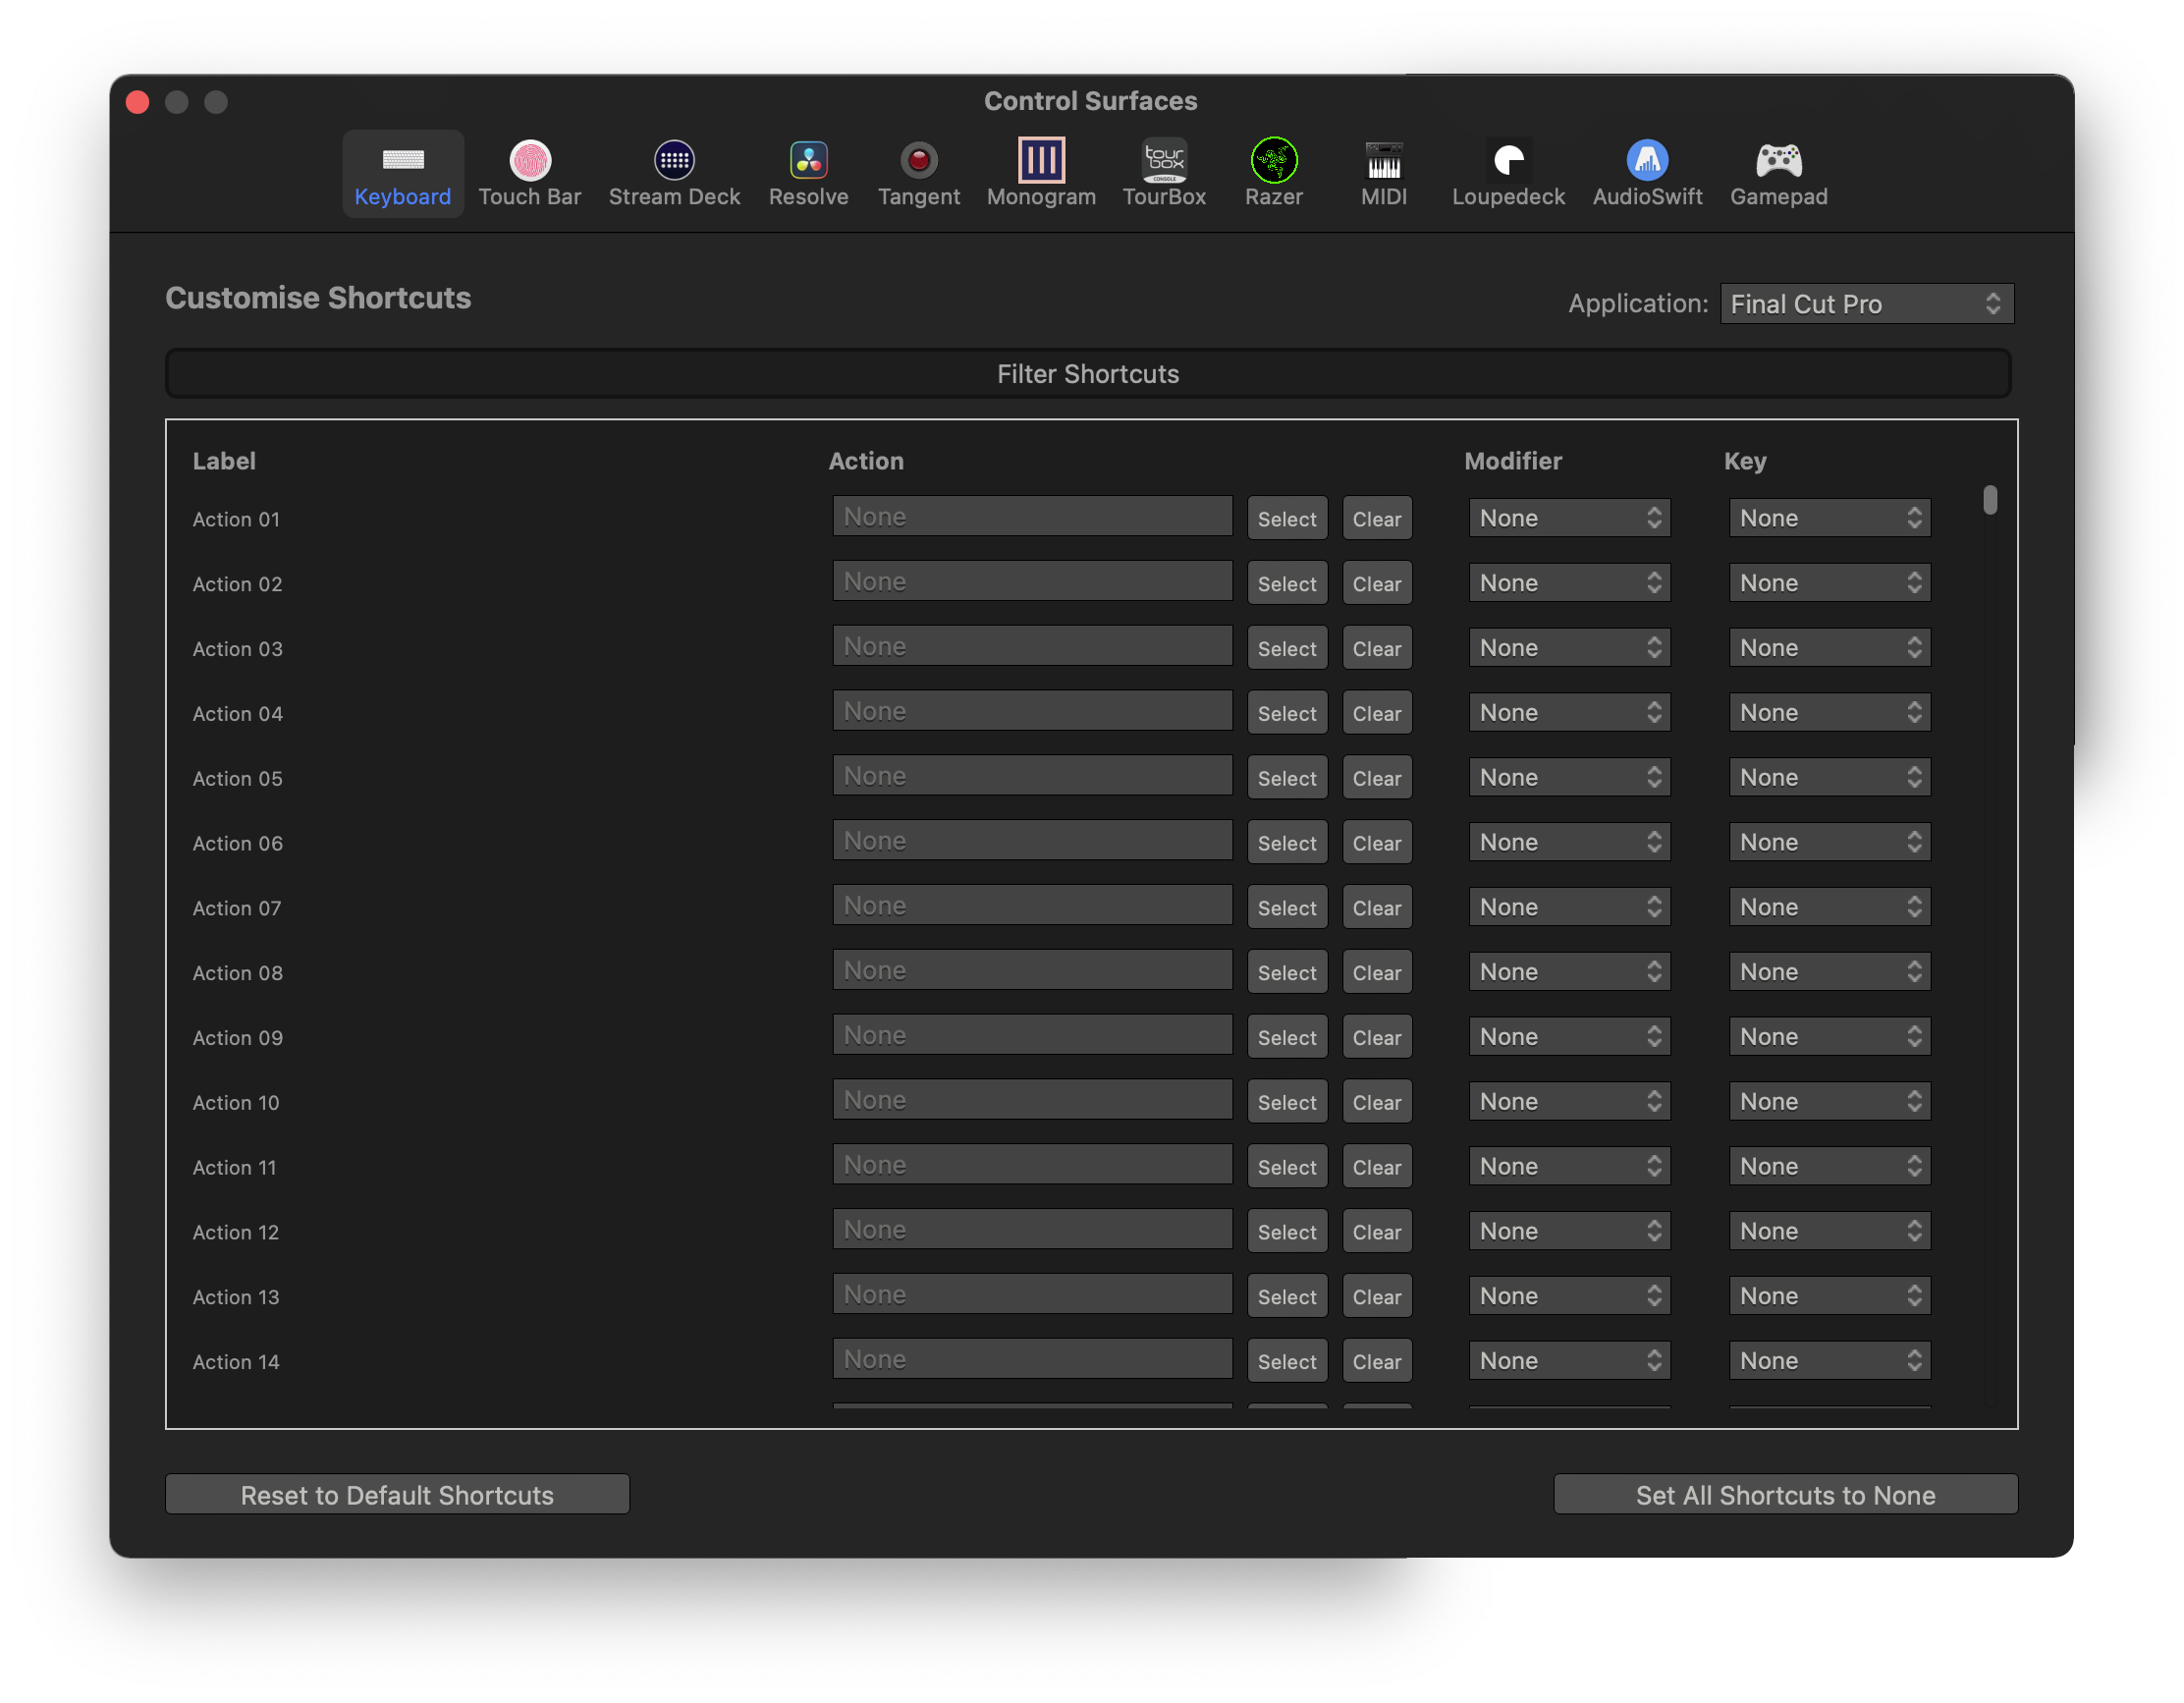 Control Surfaces
Keyboard Touch Bar Stream Deck Resolve Tangent Monogram tour box CONSOLE TourBox Razer MIDI Loupedeck AudioSwift Gamepad
Customise Shortcuts Application: Final Cut Pro
Filter Shortcuts
Label Action Modifier Key
Action 01 None Select Clear None None
Action 02 None Select Clear None None
Action 03 None Select Clear None None
Action 04 None Select Clear None None
Action 05 None Select Clear None None
Action 06 None Select Clear None None
Action 07 None Select Clear None None
Action 08 None Select Clear None None
Action 09 None Select Clear None None
Action 10 None Select Clear None None
Action 11 None Select Clear None None
Action 12 None Select Clear None None
Action 13 None Select Clear None None
Action 14 None Select Clear None None
Reset to Default Shortcuts Set All Shortcuts to None